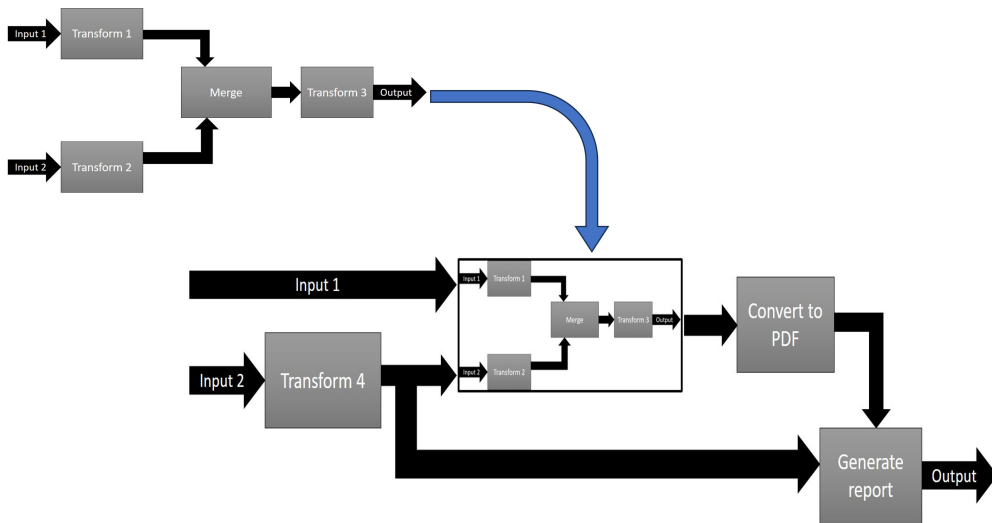 Input 1
Transform 1
Merge
Transform 3
Output
Input 2
Transform 2
Input 1
Input 1
Transform 1
Merge
Transform 3
Output
Input 2
Transform 2
Convert to
PDF
Input 2
Transform 4
Generate
report
Output